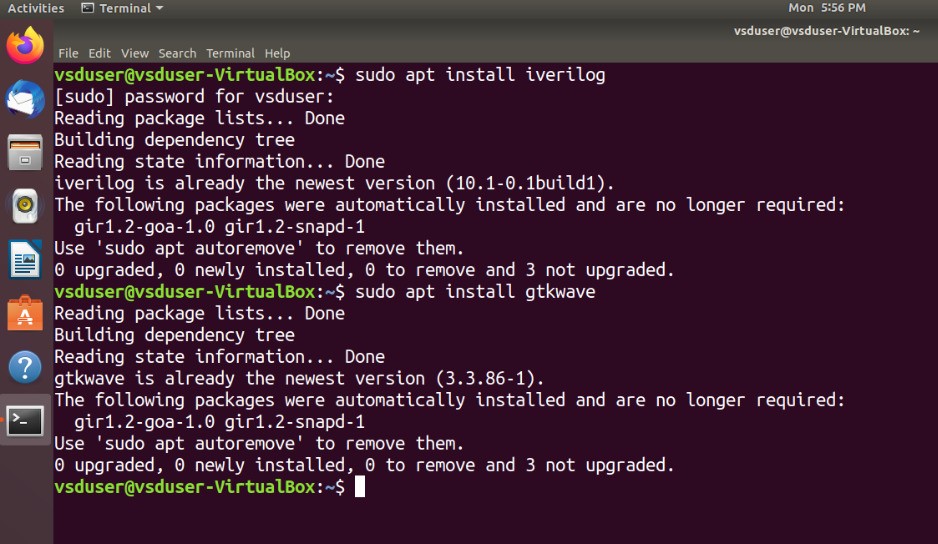 Activities Terminal Mon 5:56 PM
vsduser@vsduser-VirtualBox: ~
File Edit View Search Terminal Help
vsduser@vsduser-VirtualBox:~$ sudo apt install iverilog
[sudo] password for vsduser:
Reading package lists... Done
Building dependency tree
Reading state information... Done
iverilog is already the newest version (10.1-0.1build1).
The following packages were automatically installed and are no longer required:
  gir1.2-goa-1.0 gir1.2-snapd-1
Use 'sudo apt autoremove' to remove them.
0 upgraded, 0 newly installed, 0 to remove and 3 not upgraded.
vsduser@vsduser-VirtualBox:~$ sudo apt install gtkwave
Reading package lists... Done
Building dependency tree
Reading state information... Done
gtkwave is already the newest version (3.3.86-1).
The following packages were automatically installed and are no longer required:
  gir1.2-goa-1.0 gir1.2-snapd-1
Use 'sudo apt autoremove' to remove them.
0 upgraded, 0 newly installed, 0 to remove and 3 not upgraded.
vsduser@vsduser-VirtualBox:~$